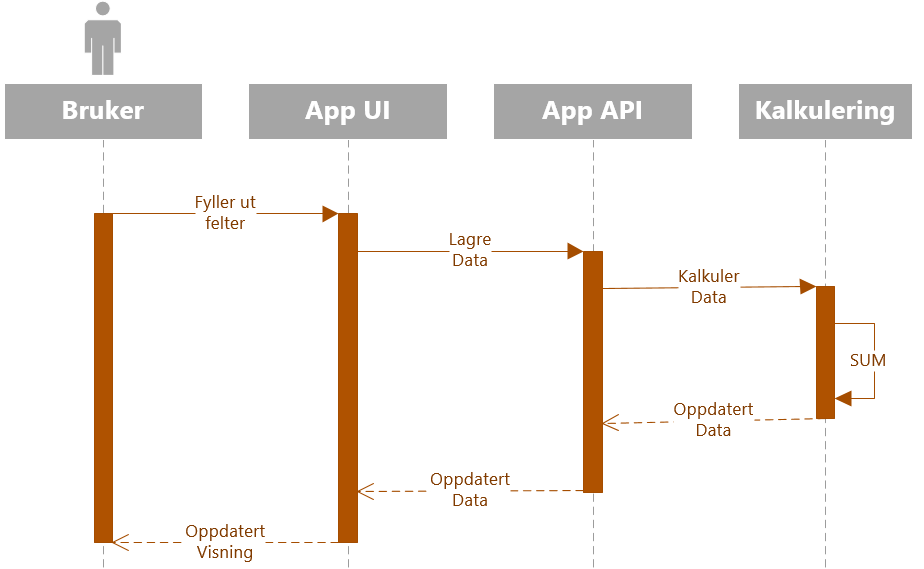 Bruker
App UI
App API
Kalkulering
Fyller ut
felter
Lagre
Data
Kalkuler
Data
SUM
Oppdatert
Data
Oppdatert
Data
Oppdatert
Visning